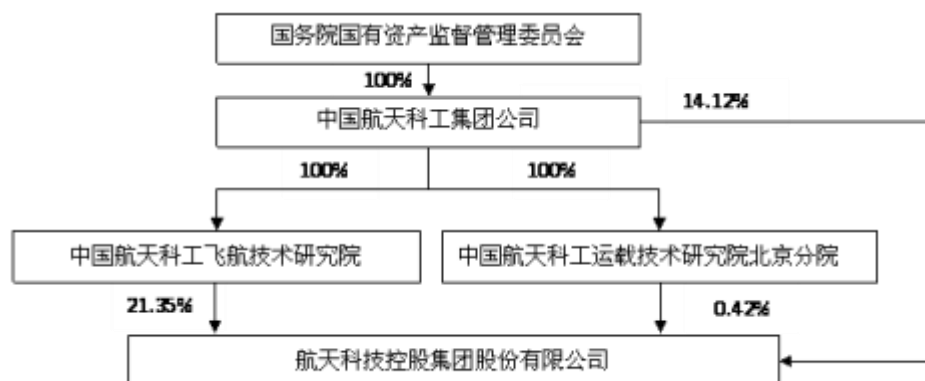 国务院国有资产监督管理委员会
100%
中国航天科工集团公司
14.12%
100%
100%
中国航天科工飞航技术研究院
中国航天科工运载技术研究院北京分院
21.35%
0.42%
航天科技控股集团股份有限公司